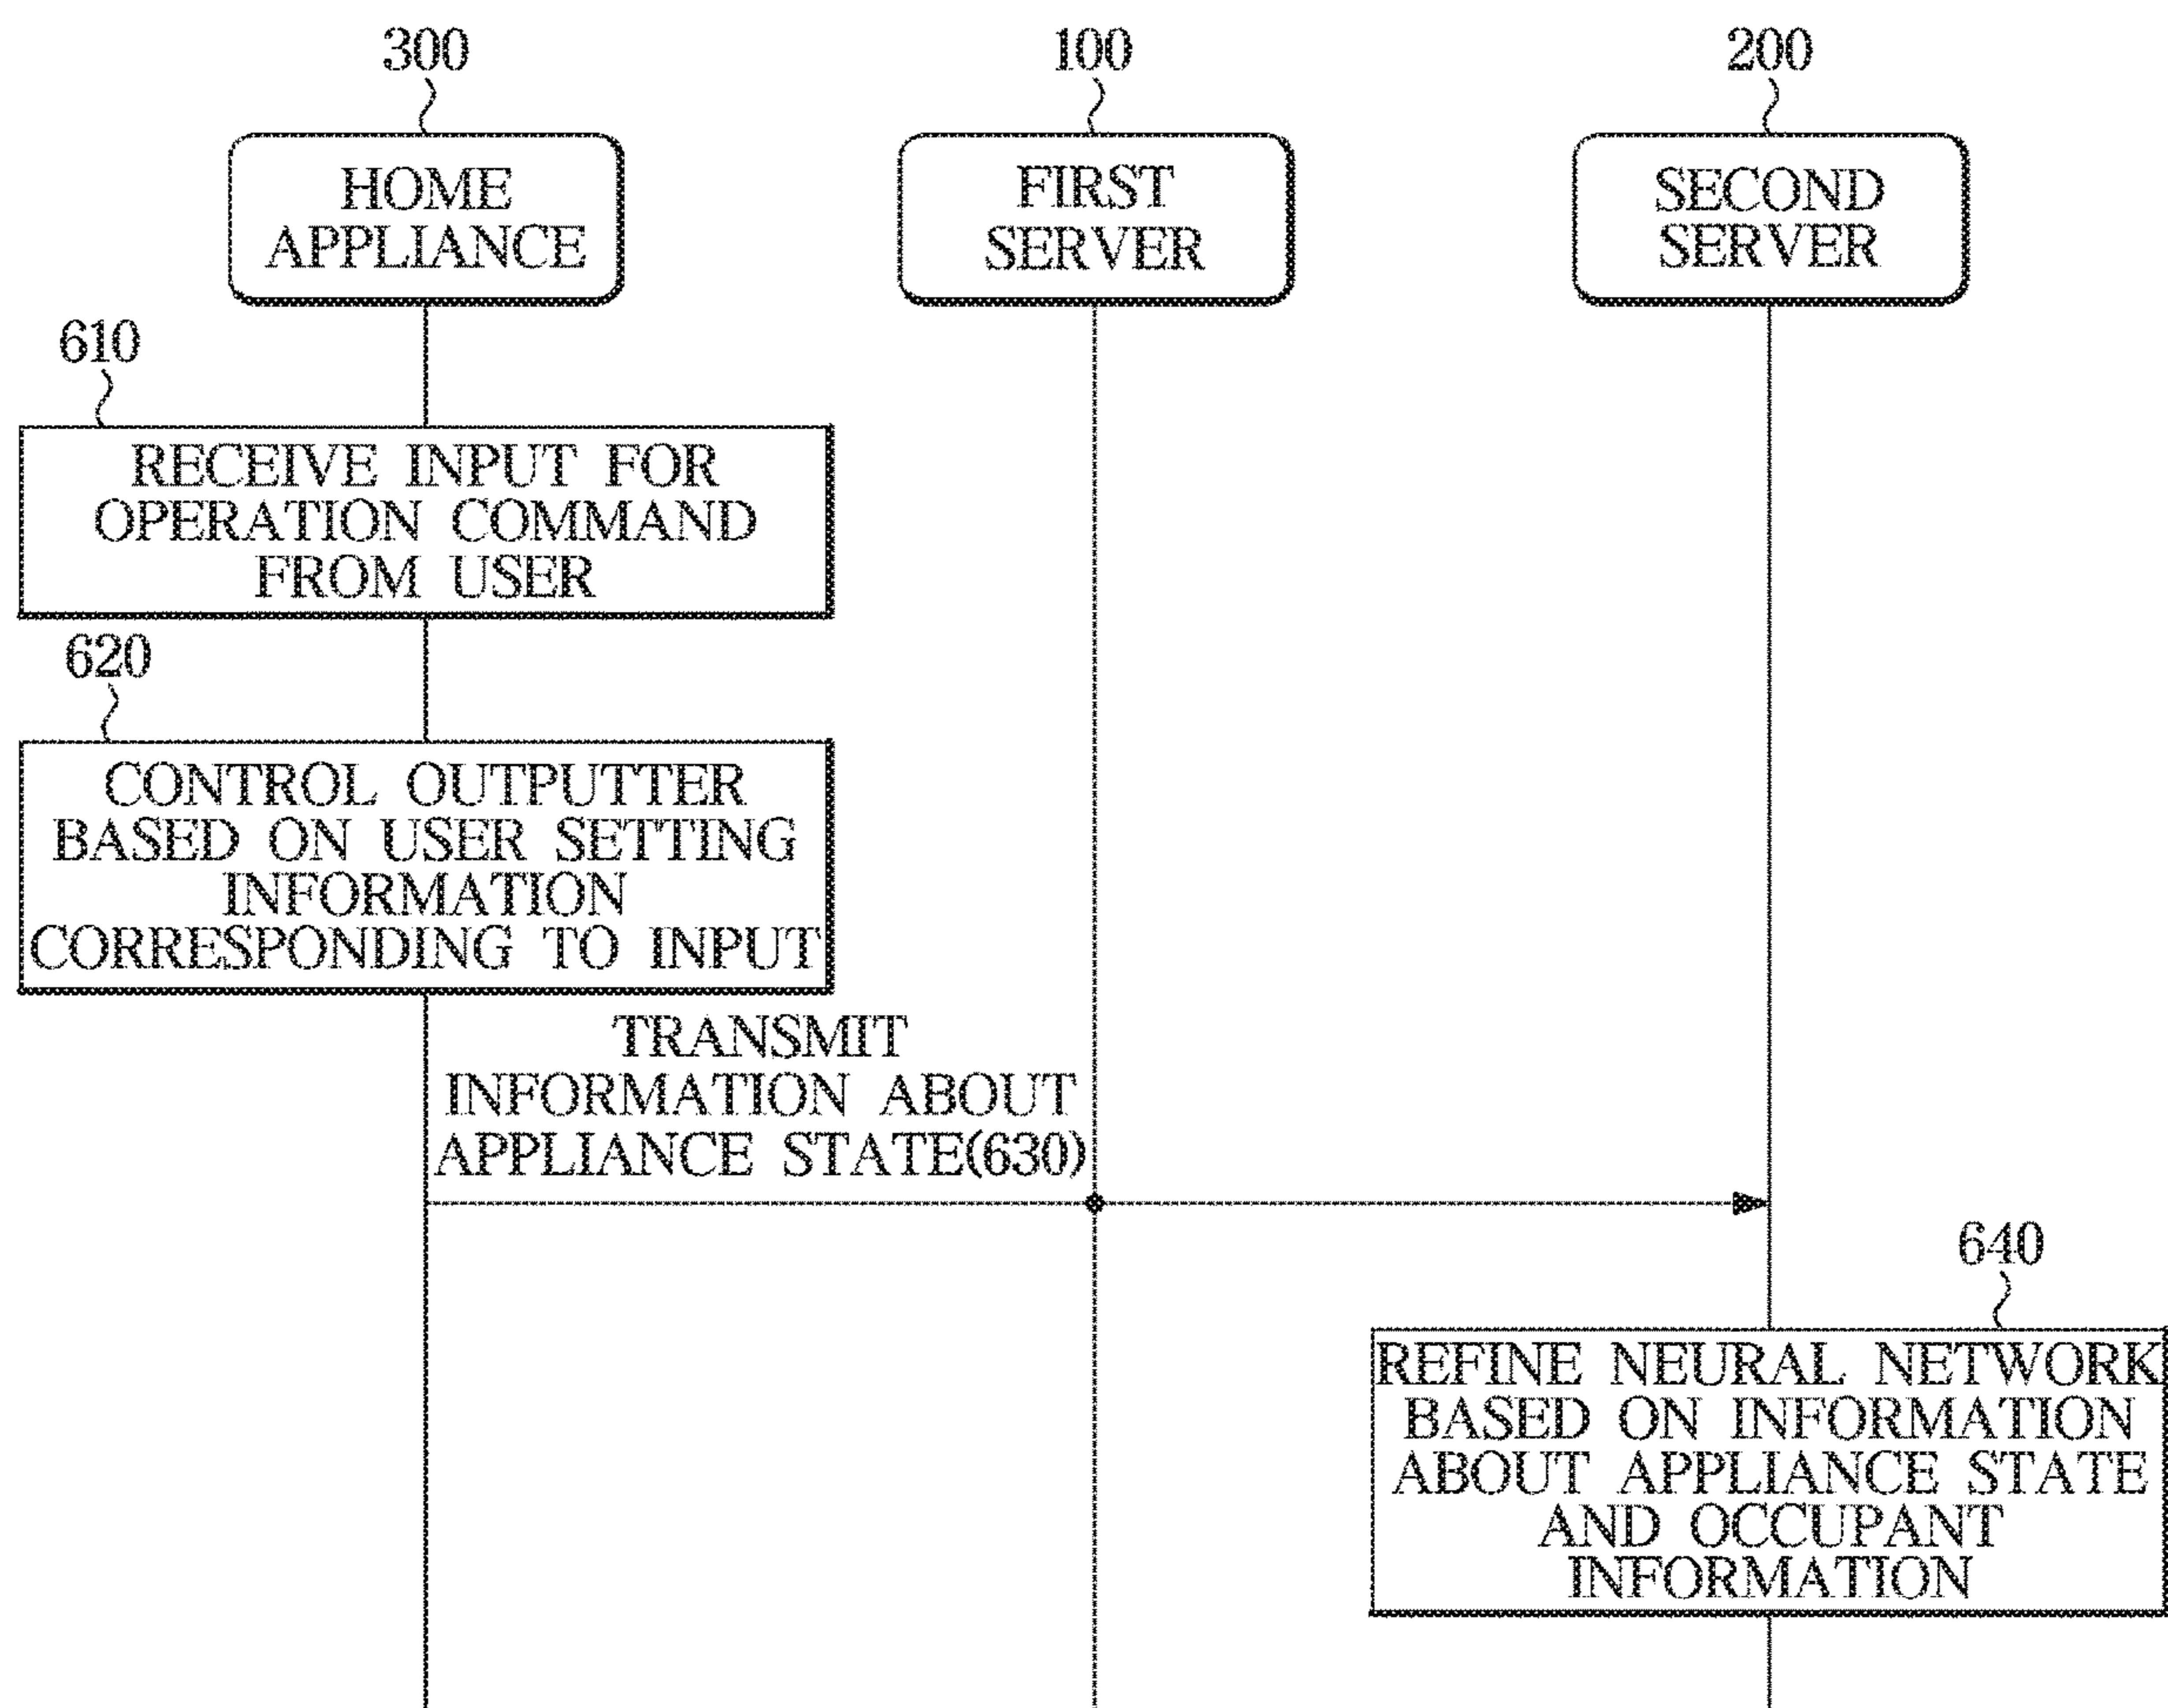 300
100
200
HOME
APPLIANCE
FIRST
SERVER
SECOND
SERVER
610
RECEIVE INPUT FOR
OPERATION COMMAND
FROM USER
620
CONTROL OUTPUTTER
BASED ON USER SETTING
INFORMATION
CORRESPONDING TO INPUT
TRANSMIT
INFORMATION ABOUT
APPLIANCE STATE(630)
640
REFINE NEURAL NETWORK
BASED ON INFORMATION
ABOUT APPLIANCE STATE
AND OCCUPANT
INFORMATION